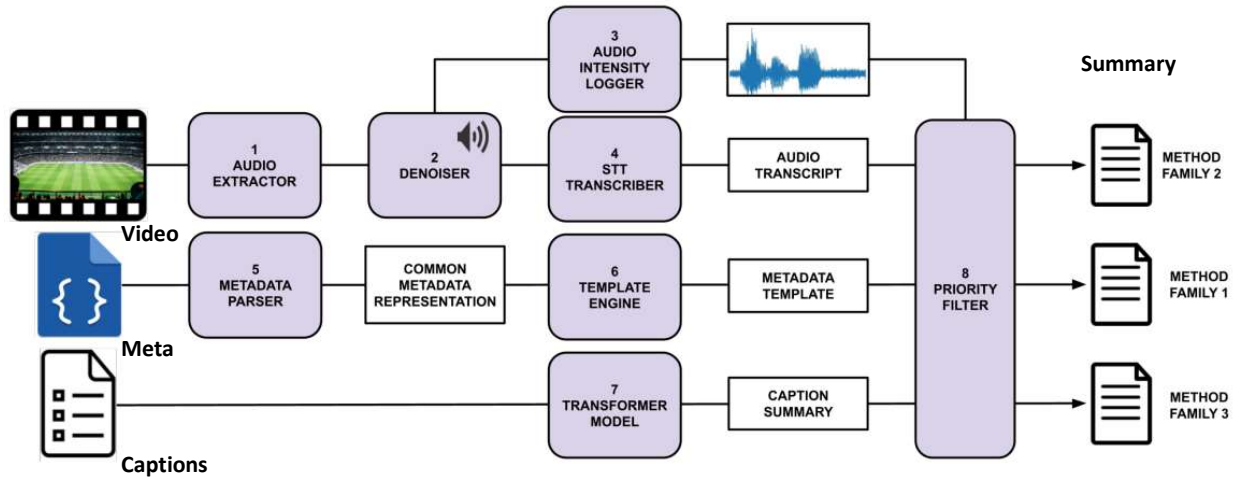 3
AUDIO
INTENSITY
LOGGER
Summary
1
AUDIO
EXTRACTOR
2
DENOISER
4
STT
TRANSCRIBER
AUDIO
TRANSCRIPT
METHOD
FAMILY 2
Video
{ }
5
METADATA
PARSER
COMMON
METADATA
REPRESENTATION
6
TEMPLATE
ENGINE
METADATA
TEMPLATE
8
PRIORITY
FILTER
METHOD
FAMILY 1
Meta
7
TRANSFORMER
MODEL
CAPTION
SUMMARY
METHOD
FAMILY 3
Captions